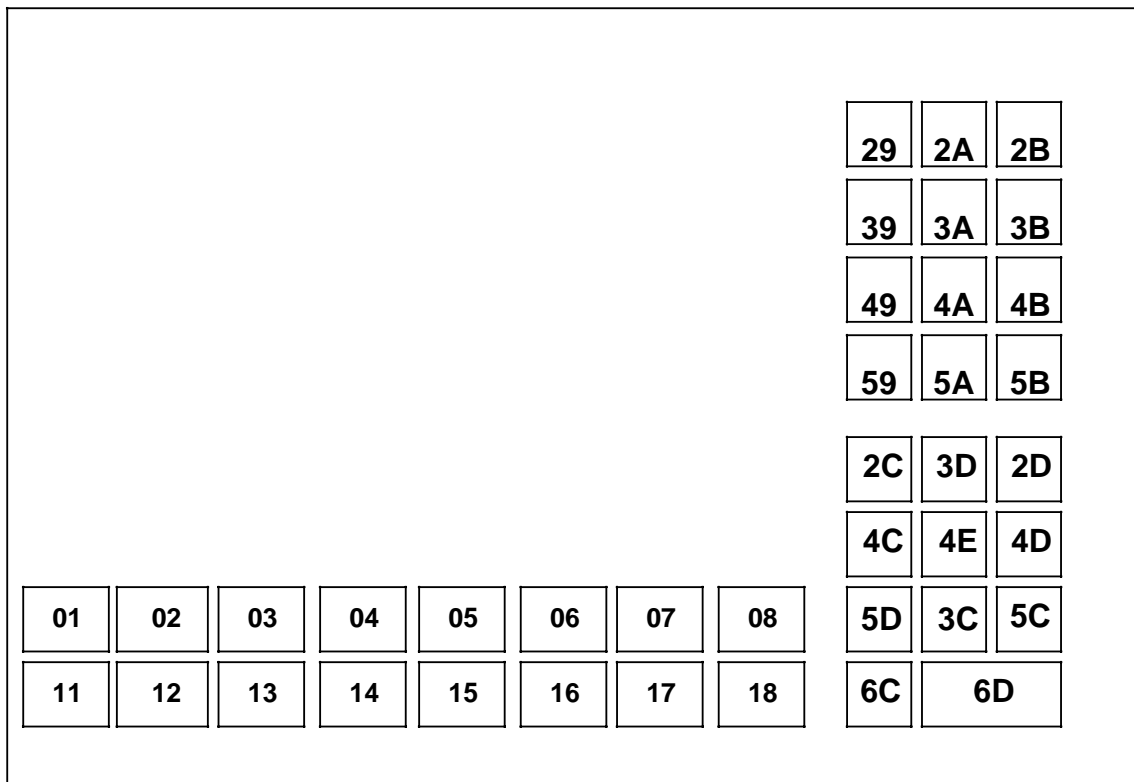 29 2A 2B
39 3A 3B
49 4A 4B
59 5A 5B
2C 3D 2D
4C 4E 4D
01 02 03 04 05 06 07 08 5D 3C 5C
11 12 13 14 15 16 17 18 6C 6D